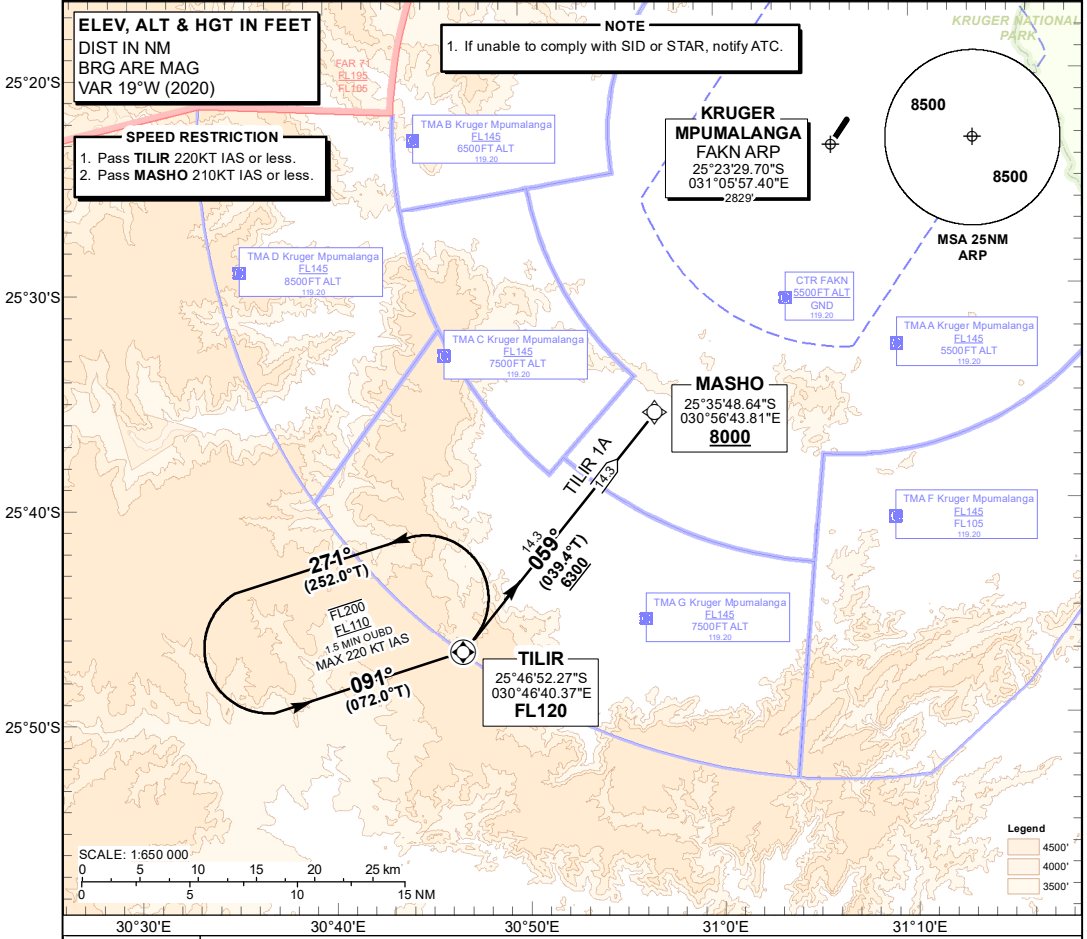 ELEV, ALT & HGT IN FEET
DIST IN NM
BRG ARE MAG
VAR 19°W (2020)
NOTE
1. If unable to comply with SID or STAR, notify ATC.
KRUGER NATIONAL
PARK
25°20'S
FAR 71
FL195
FL105
SPEED RESTRICTION
1. Pass TILIR 220KT IAS or less.
2. Pass MASHO 210KT IAS or less.
TMA B Kruger Mpumalanga
FL145
6500FT ALT
119.20
KRUGER
MPUMALANGA
FAKN ARP
25°23'29.70"S
031°05'57.40"E
2829'
8500
8500
MSA 25NM
ARP
TMA D Kruger Mpumalanga
FL145
8500FT ALT
119.20
25°30'S
CTR FAKN
5500FT ALT
GND
119.20
TMA C Kruger Mpumalanga
FL145
7500FT ALT
119.20
TMA A Kruger Mpumalanga
FL145
5500FT ALT
119.20
MASHO
25°35'48.64"S
030°56'43.81"E
8000
TILIR 1A
14.3
25°40'S
TMA F Kruger Mpumalanga
FL145
FL105
119.20
14.3
059°
(039.4°T)
6300
271°
(252.0°T)
FL200
FL110
1.5 MIN OUBD
MAX 220 KT IAS
091°
(072.0°T)
TMA G Kruger Mpumalanga
FL145
7500FT ALT
119.20
TILIR
25°46'52.27"S
030°46'40.37"E
FL120
25°50'S
SCALE: 1:650 000
0 5 10 15 20 25 km
0 5 10 15 NM
Legend
4500'
4000'
3500'
30°30'E 30°40'E 30°50'E 31°0'E 31°10'E